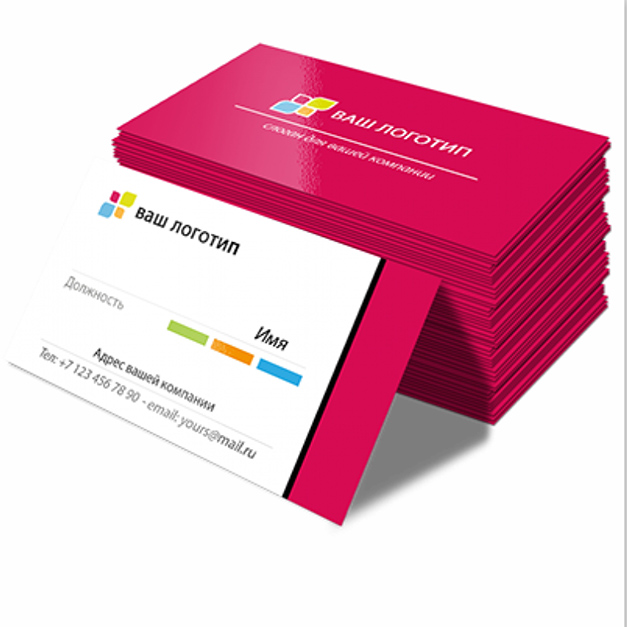 ВАШ ЛОГОТИП
Слоган для вашей компании
ВАШ ЛОГОТИП
Должность
Имя
Адрес вашей компании
Тел: +7 123 456 78 90 - email: yours@mail.ru